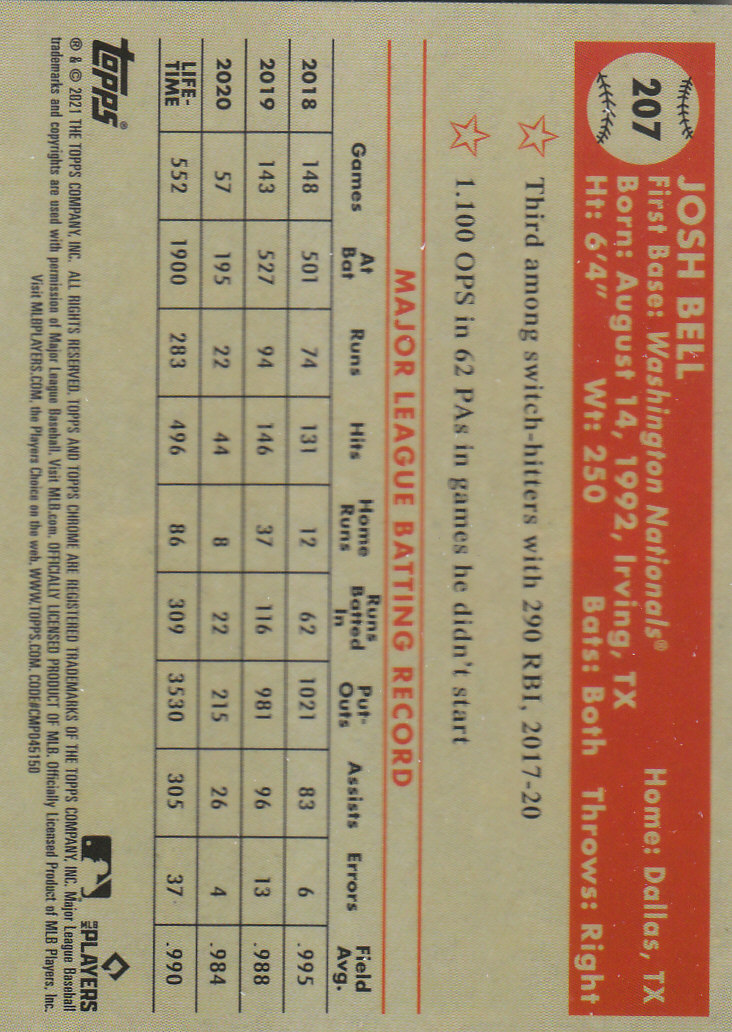 207
JOSH BELL
First Base: Washington Nationals® Home: Dallas, TX
Born: August 14, 1992, Irving, TX
Ht: 6'4" Wt: 250 Bats: Both Throws: Right
Third among switch-hitters with 290 RBI, 2017-20
1.100 OPS in 62 PAs in games he didn't start
MAJOR LEAGUE BATTING RECORD
Games At Bat Runs Hits Home Runs Runs Batted In Put-Outs Assists Errors Field Avg.
2018 148 501 74 131 12 62 1021 83 6 .995
2019 143 527 94 146 37 116 981 96 13 .988
2020 57 195 22 44 8 22 215 26 4 .984
LIFE-TIME 552 1900 283 496 86 309 3530 305 37 .990
topps®
MLB PLAYERS
® & © 2021 THE TOPPS COMPANY, INC. ALL RIGHTS RESERVED. TOPPS AND TOPPS CHROME ARE REGISTERED TRADEMARKS OF THE TOPPS COMPANY, INC. Major League Baseball
trademarks and copyrights are used with permission of Major League Baseball. Visit MLB.com. OFFICIALLY LICENSED PRODUCT OF MLB. Officially Licensed Product of MLB Players, Inc.
Visit MLBPLAYERS.COM, the Players Choice on the web. WWW.TOPPS.COM. CODE#CMP045150